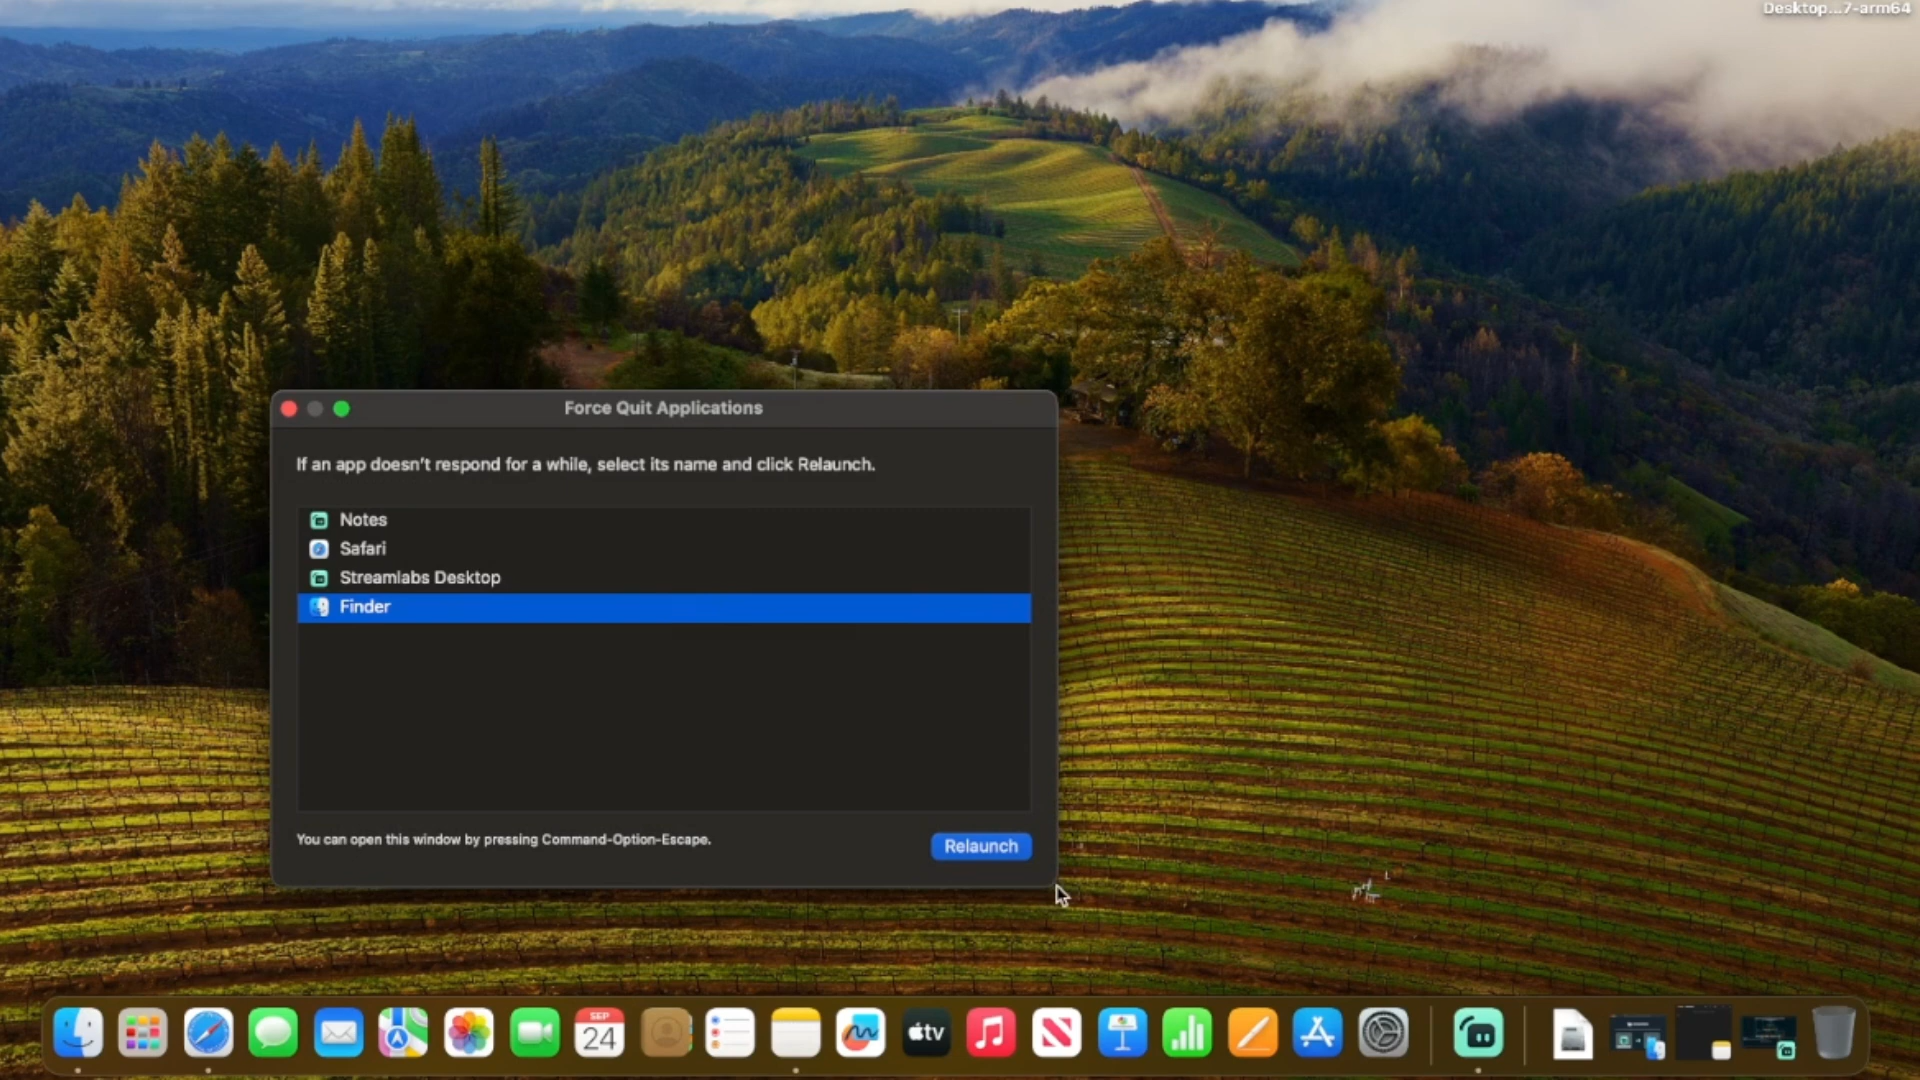 Desktop...7-arm64
Force Quit Applications
If an app doesn't respond for a while, select its name and click Relaunch.
Notes
Safari
Streamlabs Desktop
Finder
You can open this window by pressing Command-Option-Escape.
Relaunch
SEP
24
tv